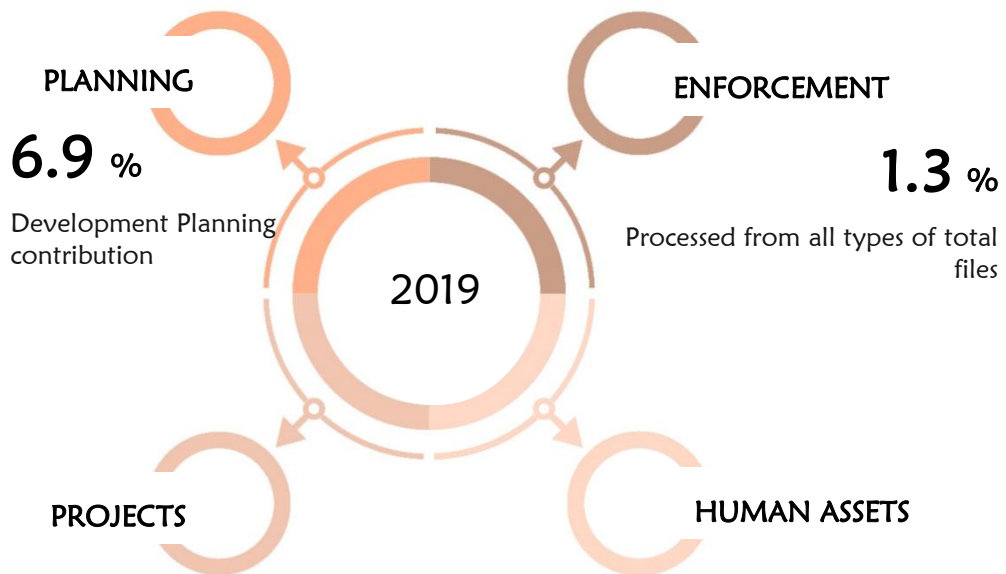 PLANNING
6.9 %
Development Planning
contribution
ENFORCEMENT
1.3 %
Processed from all types of total
files
2019
PROJECTS
HUMAN ASSETS